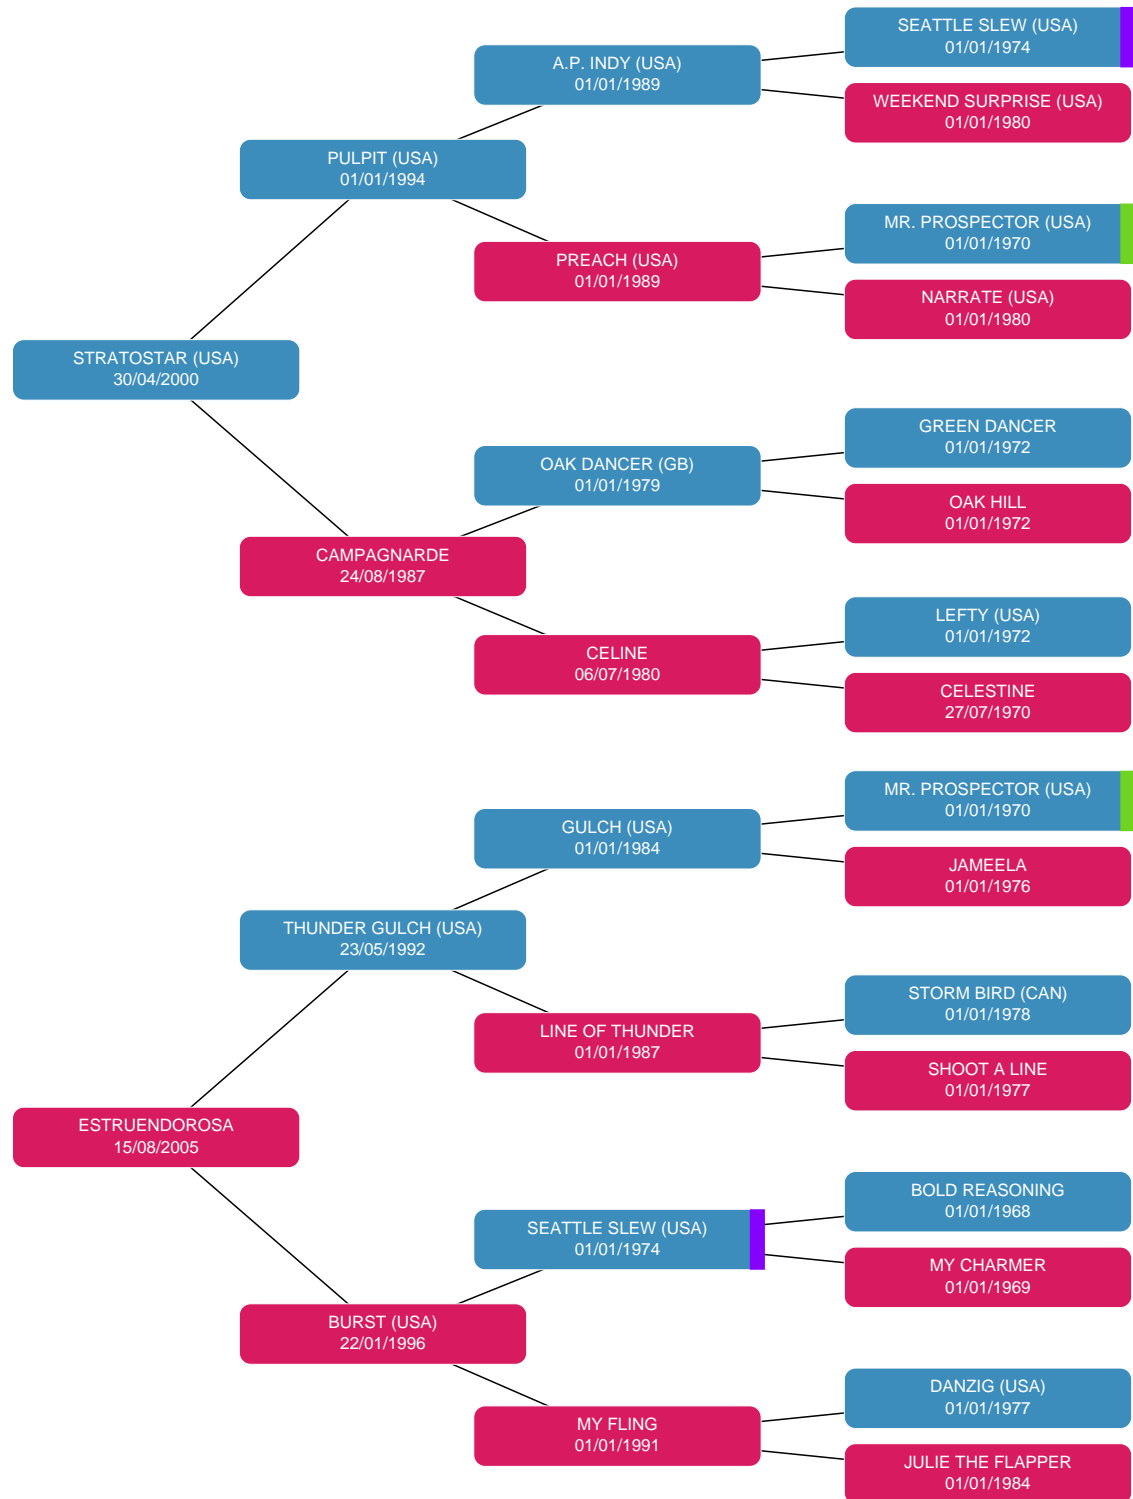 SEATTLE SLEW (USA)
01/01/1974
A.P. INDY (USA)
01/01/1989
WEEKEND SURPRISE (USA)
01/01/1980
PULPIT (USA)
01/01/1994
MR. PROSPECTOR (USA)
01/01/1970
PREACH (USA)
01/01/1989
NARRATE (USA)
01/01/1980
STRATOSTAR (USA)
30/04/2000
GREEN DANCER
01/01/1972
OAK DANCER (GB)
01/01/1979
OAK HILL
01/01/1972
CAMPAGNARDE
24/08/1987
LEFTY (USA)
01/01/1972
CELINE
06/07/1980
CELESTINE
27/07/1970
MR. PROSPECTOR (USA)
01/01/1970
GULCH (USA)
01/01/1984
JAMEELA
01/01/1976
THUNDER GULCH (USA)
23/05/1992
STORM BIRD (CAN)
01/01/1978
LINE OF THUNDER
01/01/1987
SHOOT A LINE
01/01/1977
ESTRUENDOROSA
15/08/2005
BOLD REASONING
01/01/1968
SEATTLE SLEW (USA)
01/01/1974
MY CHARMER
01/01/1969
BURST (USA)
22/01/1996
DANZIG (USA)
01/01/1977
MY FLING
01/01/1991
JULIE THE FLAPPER
01/01/1984